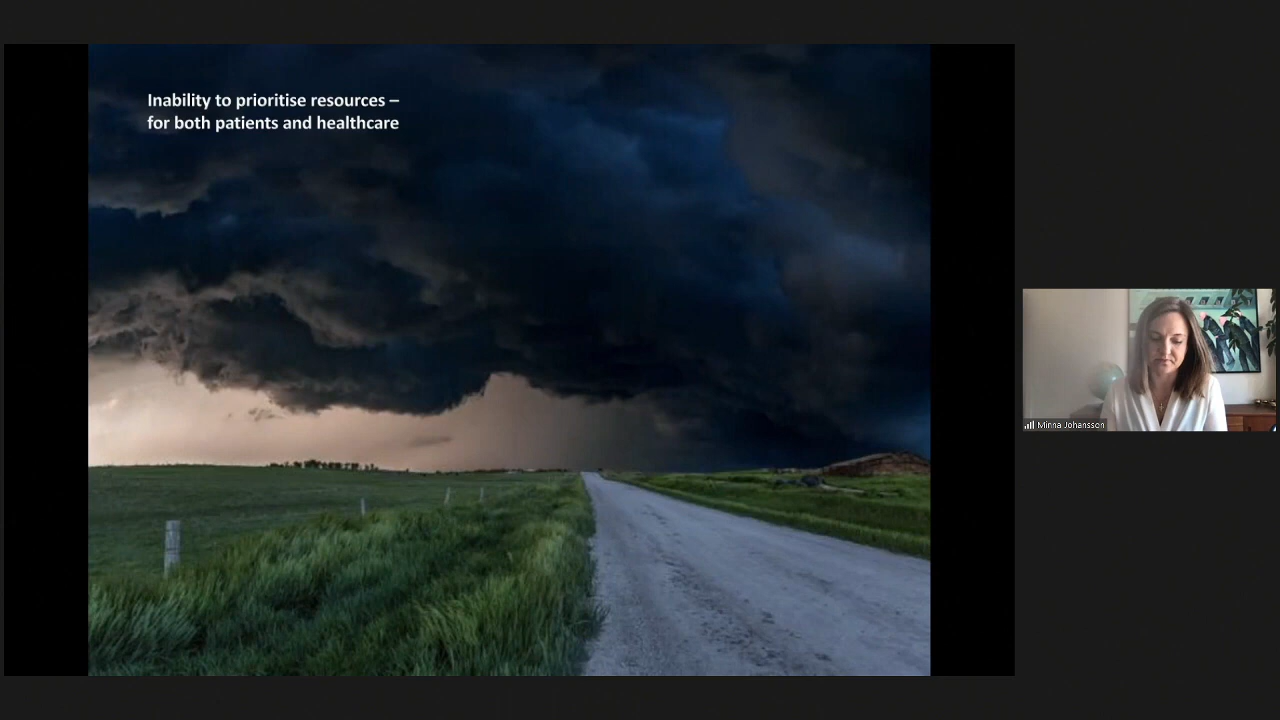 Inability to prioritise resources –
for both patients and healthcare
Minna Johansson